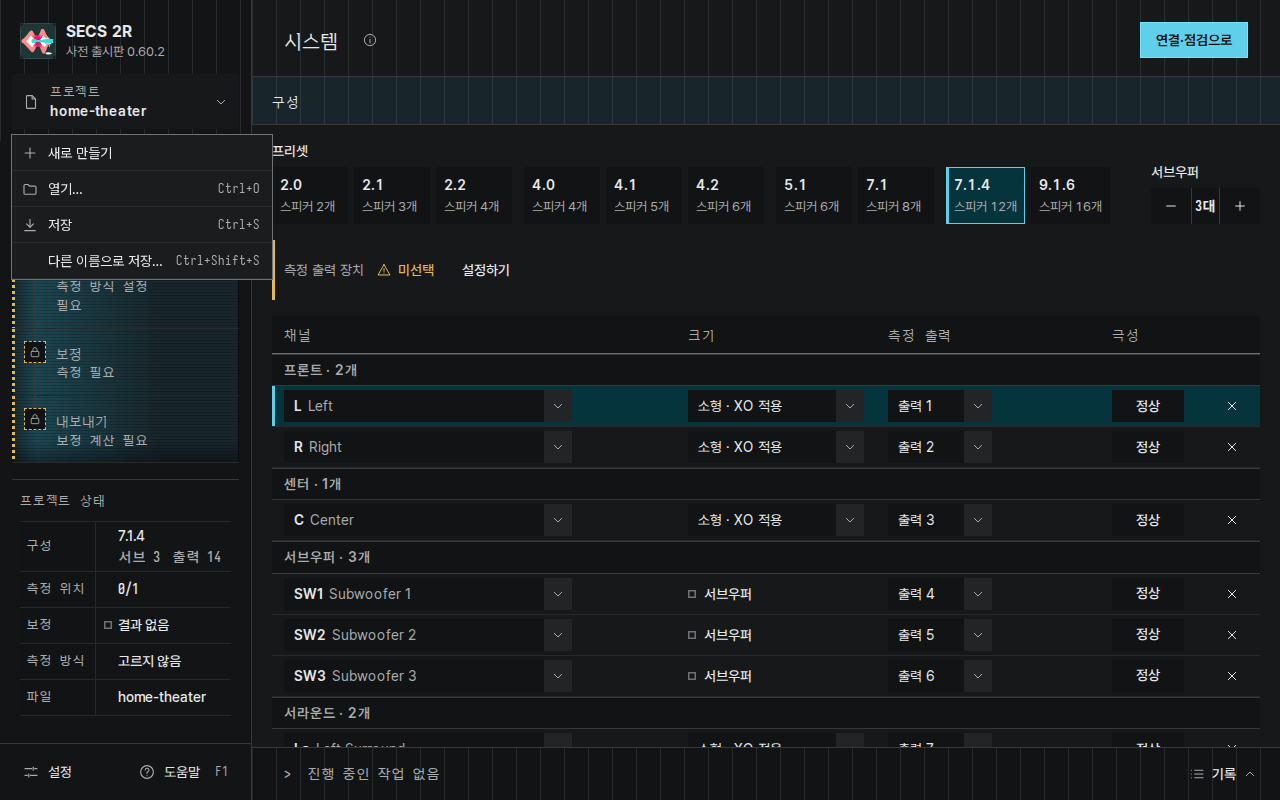 SECS 2R
사전 출시판 0.60.2
프로젝트
home-theater
새로 만들기
열기... Ctrl+O
저장 Ctrl+S
다른 이름으로 저장... Ctrl+Shift+S
측정 방식 설정
필요
보정
측정 필요
내보내기
보정 계산 필요
프로젝트 상태
구성 7.1.4
서브 3 출력 14
측정 위치 0/1
보정 결과 없음
측정 방식 고르지 않음
파일 home-theater
설정 도움말 F1
시스템
연결·점검으로
구성
프리셋
2.0
스피커 2개
2.1
스피커 3개
2.2
스피커 4개
4.0
스피커 4개
4.1
스피커 5개
4.2
스피커 6개
5.1
스피커 6개
7.1
스피커 8개
7.1.4
스피커 12개
9.1.6
스피커 16개
서브우퍼
3대
측정 출력 장치 미선택 설정하기
채널 크기 측정 출력 극성
프론트 · 2개
L Left 소형 · XO 적용 출력 1 정상
R Right 소형 · XO 적용 출력 2 정상
센터 · 1개
C Center 소형 · XO 적용 출력 3 정상
서브우퍼 · 3개
SW1 Subwoofer 1 서브우퍼 출력 4 정상
SW2 Subwoofer 2 서브우퍼 출력 5 정상
SW3 Subwoofer 3 서브우퍼 출력 6 정상
서라운드 · 2개
> 진행 중인 작업 없음 기록